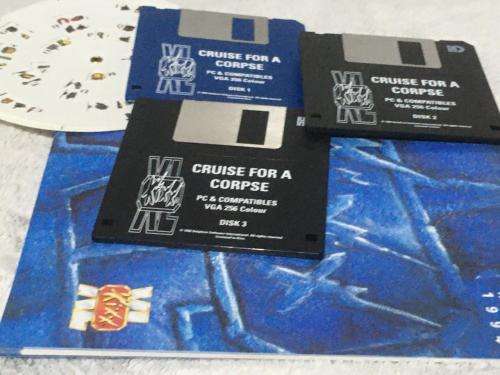 CRUISE FOR A
CORPSE
PC & COMPATIBLES
VGA 256 Colour
DISK 1
CRUISE FOR A
CORPSE
PC & COMPATIBLES
VGA 256 Colour
DISK 2
CRUISE FOR A
CORPSE
PC & COMPATIBLES
VGA 256 Colour
DISK 3
Kixx